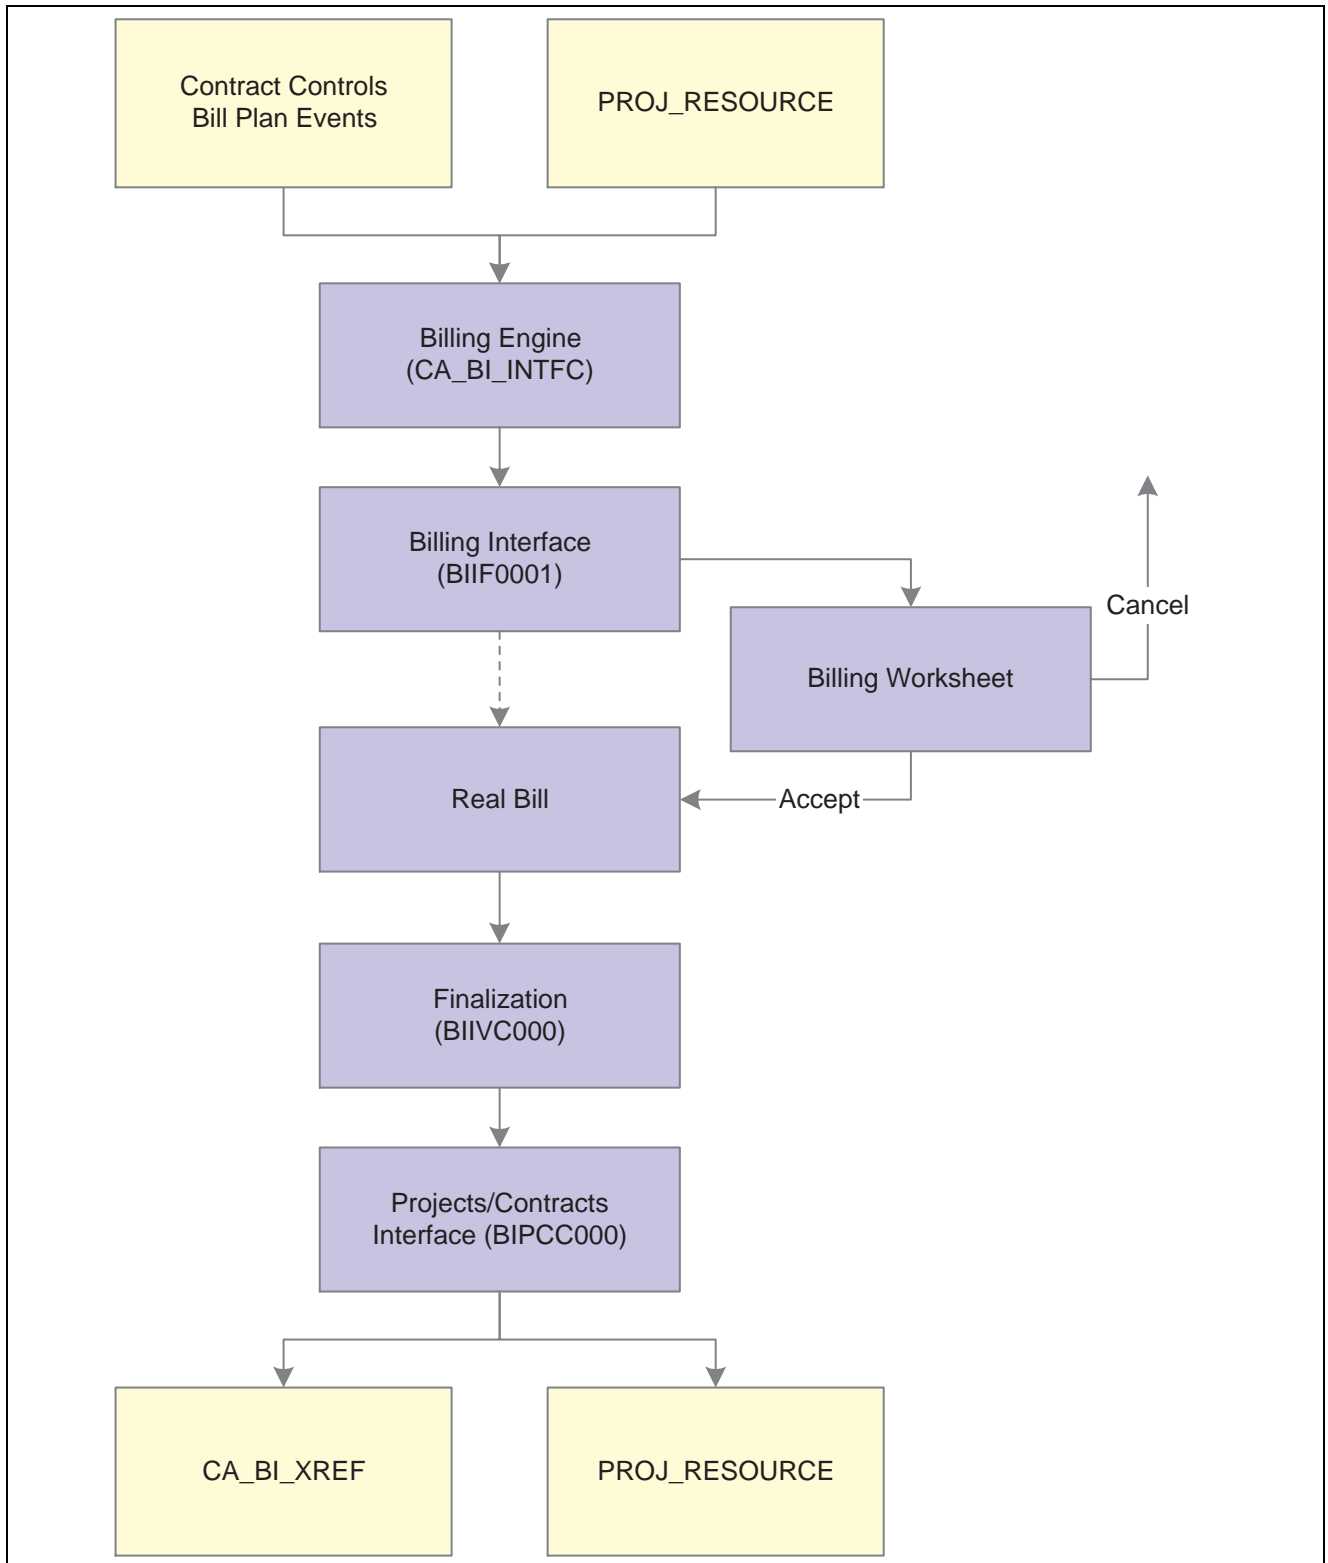 Contract Controls
Bill Plan Events
PROJ_RESOURCE
Billing Engine
(CA_BI_INTFC)
Billing Interface
(BIIF0001)
Cancel
Billing Worksheet
Real Bill
Accept
Finalization
(BIIVC000)
Projects/Contracts
Interface (BIPCC000)
CA_BI_XREF
PROJ_RESOURCE